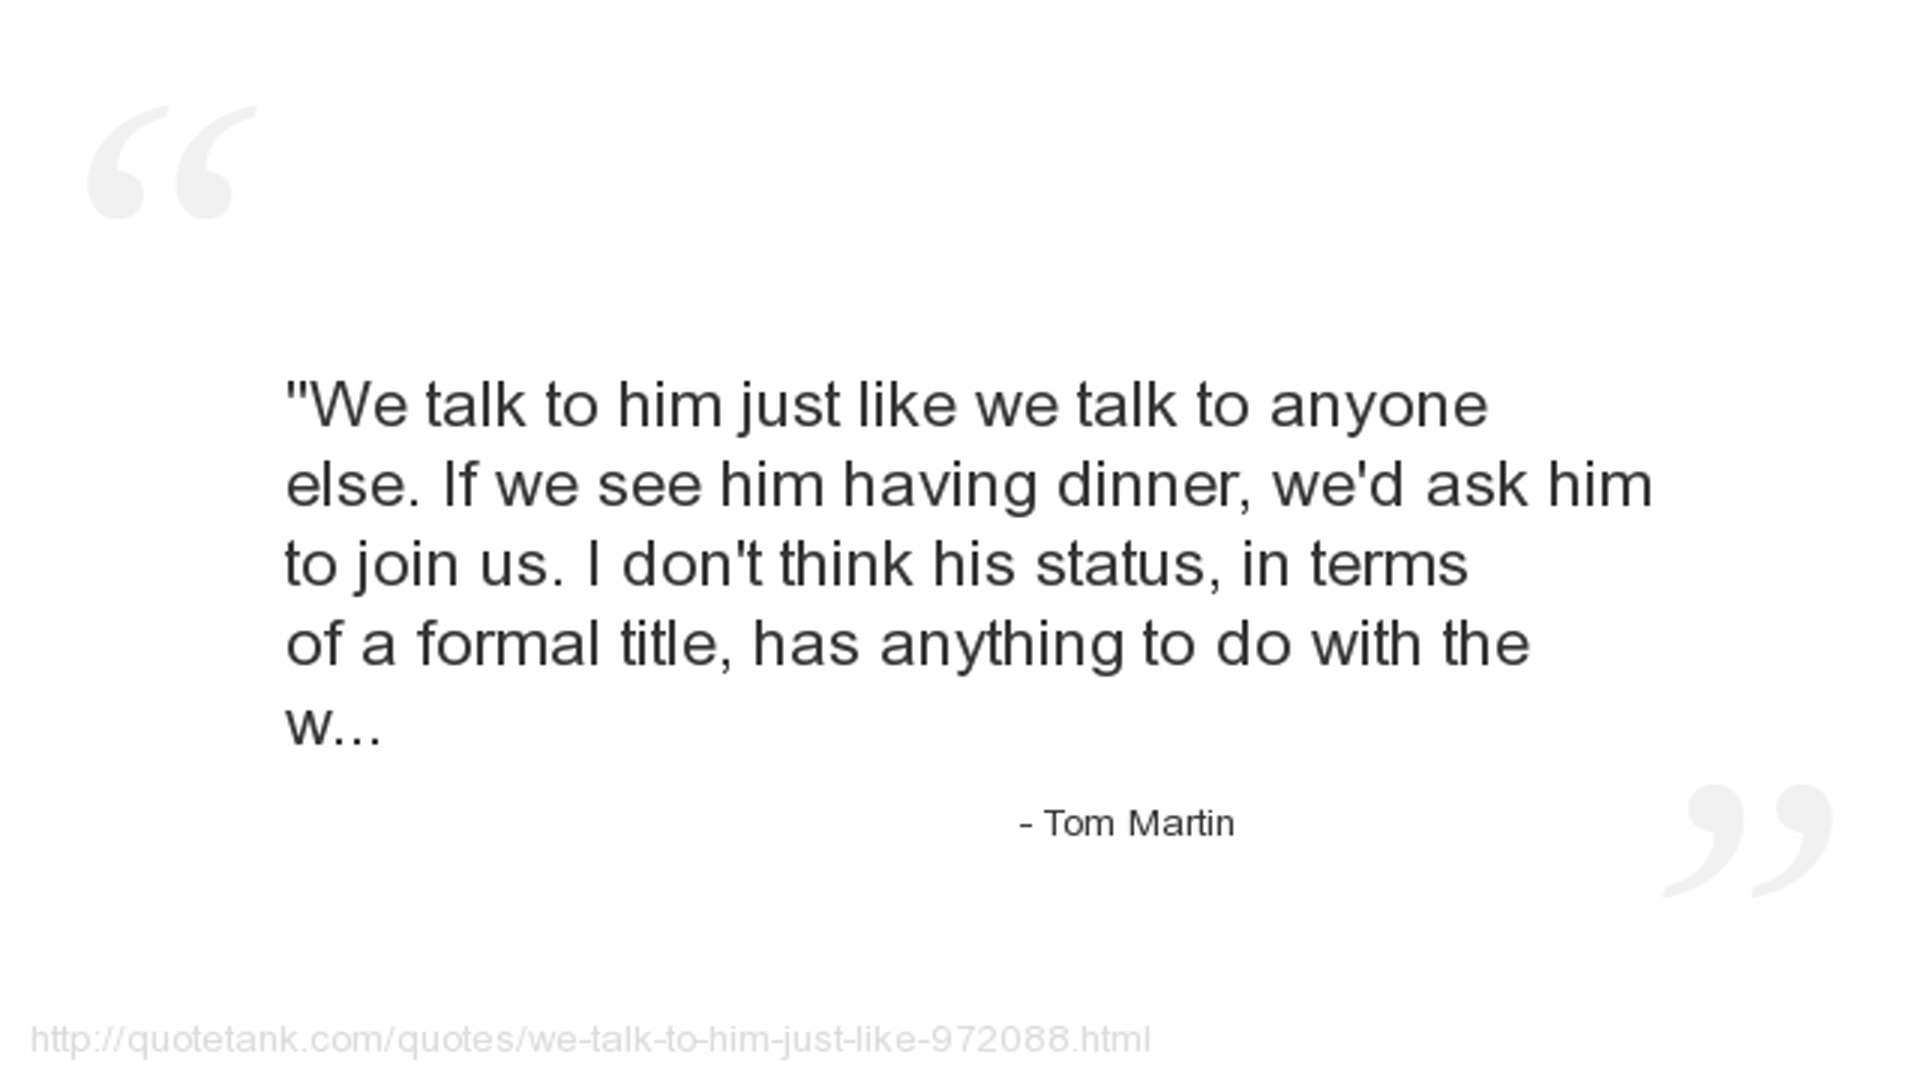 "We talk to him just like we talk to anyone
else. If we see him having dinner, we'd ask him
to join us. I don't think his status, in terms
of a formal title, has anything to do with the
w...
- Tom Martin
http://quotetank.com/quotes/we-talk-to-him-just-like-972088.html